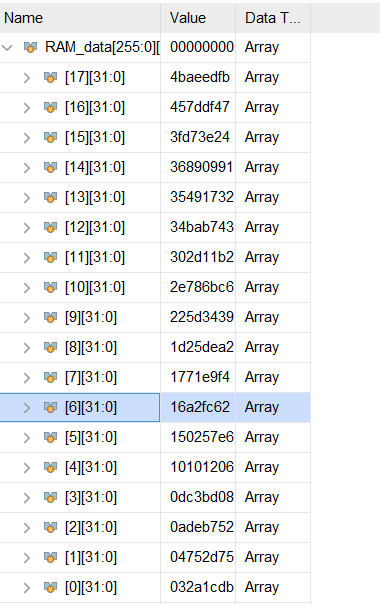 Name Value Data T...
RAM_data[255:0][ 00000000 Array
[17][31:0] 4baeedfb Array
[16][31:0] 457ddf47 Array
[15][31:0] 3fd73e24 Array
[14][31:0] 36890991 Array
[13][31:0] 35491732 Array
[12][31:0] 34bab743 Array
[11][31:0] 302d11b2 Array
[10][31:0] 2e786bc6 Array
[9][31:0] 225d3439 Array
[8][31:0] 1d25dea2 Array
[7][31:0] 1771e9f4 Array
[6][31:0] 16a2fc62 Array
[5][31:0] 150257e6 Array
[4][31:0] 10101206 Array
[3][31:0] 0dc3bd08 Array
[2][31:0] 0adeb752 Array
[1][31:0] 04752d75 Array
[0][31:0] 032a1cdb Array